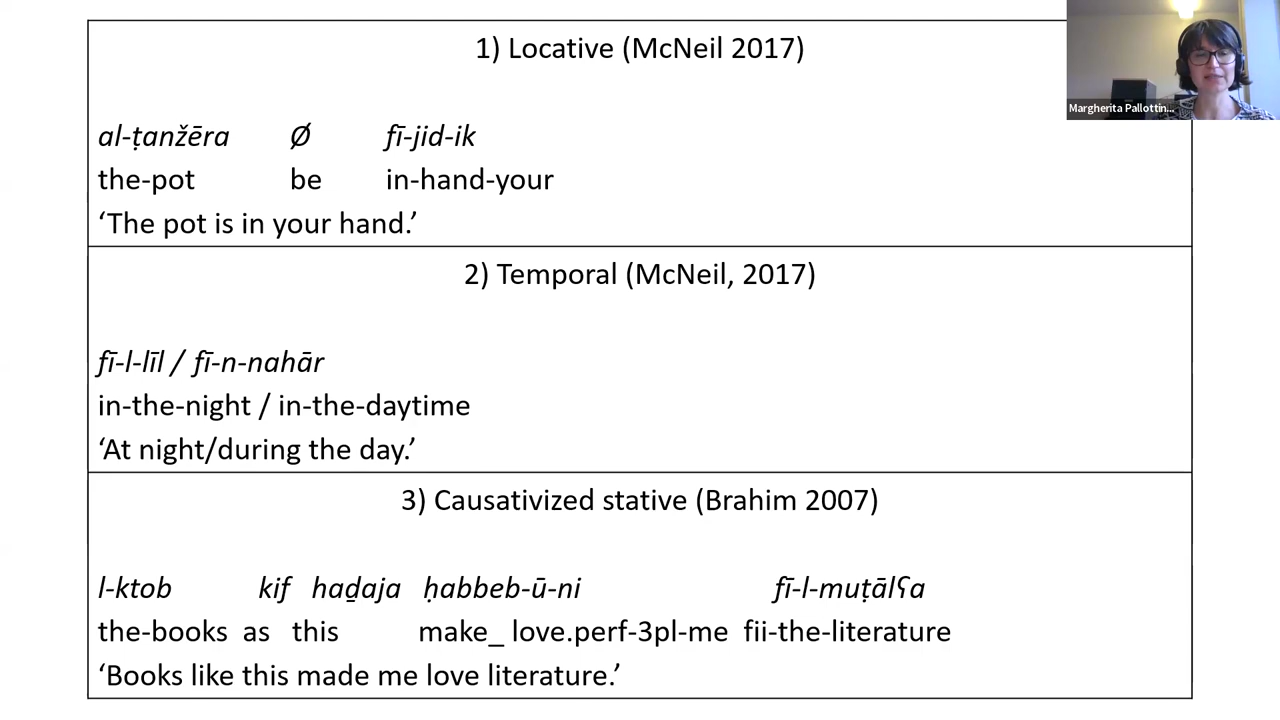 1) Locative (McNeil 2017)
al-ṭanžēra Ø fī-jid-ik
the-pot be in-hand-your
‘The pot is in your hand.’
2) Temporal (McNeil, 2017)
fī-l-līl / fī-n-nahār
in-the-night / in-the-daytime
‘At night/during the day.’
3) Causativized stative (Brahim 2007)
l-ktob kif haḏaja ḥabbeb-ū-ni fī-l-muṭālʕa
the-books as this make_ love.perf-3pl-me fii-the-literature
‘Books like this made me love literature.’
Margherita Pallottin...